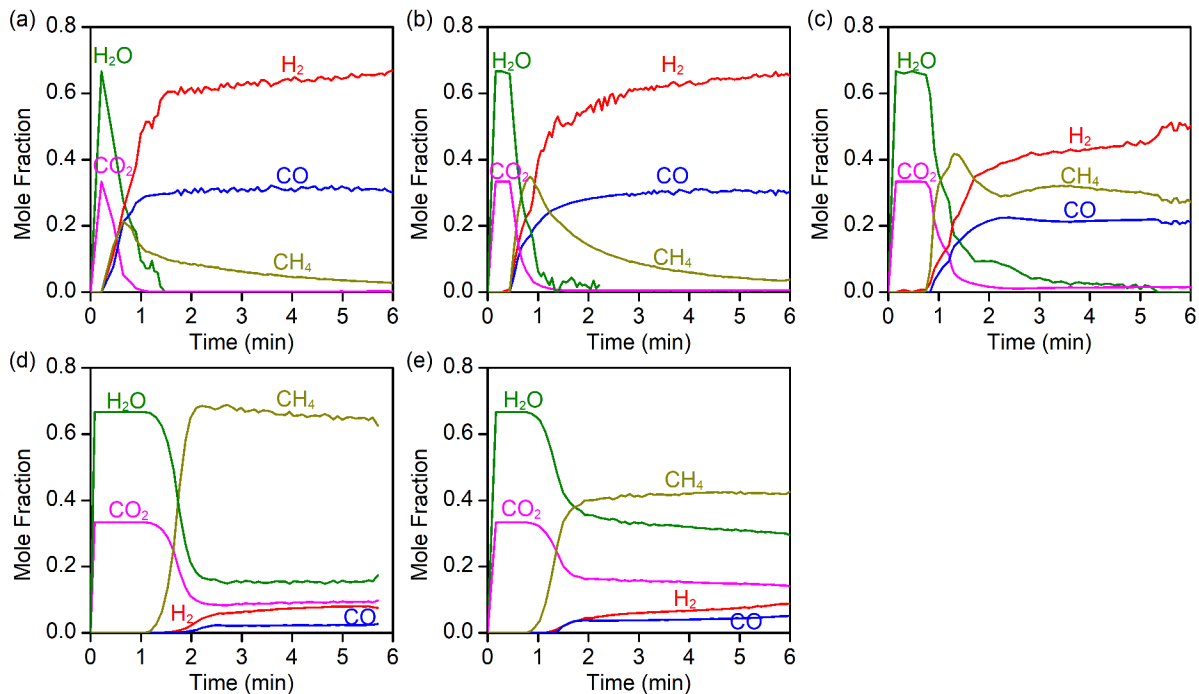 (a)
0.8
0.6
0.4
0.2
0.0
Mole Fraction
H₂O
CO₂
H₂
CO
CH₄
0 1 2 3 4 5 6
Time (min)
(b)
0.8
0.6
0.4
0.2
0.0
Mole Fraction
H₂O
CO₂
H₂
CO
CH₄
0 1 2 3 4 5 6
Time (min)
(c)
0.8
0.6
0.4
0.2
0.0
Mole Fraction
H₂O
CO₂
H₂
CH₄
CO
0 1 2 3 4 5 6
Time (min)
(d)
0.8
0.6
0.4
0.2
0.0
Mole Fraction
H₂O
CH₄
CO₂
H₂
CO
0 1 2 3 4 5 6
Time (min)
(e)
0.8
0.6
0.4
0.2
0.0
Mole Fraction
H₂O
CH₄
CO₂
H₂
CO
0 1 2 3 4 5 6
Time (min)